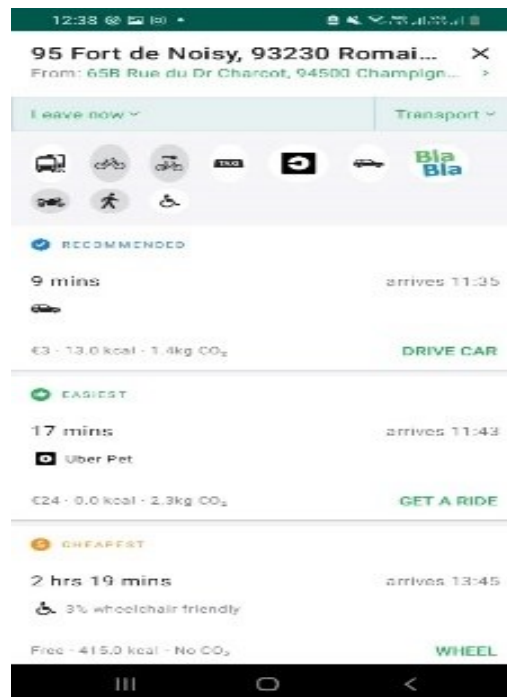 12:38
95 Fort de Noisy, 93230 Romai... ×
From: 65B Rue du Dr Charcot, 94500 Champign... >
Leave now
Transport
TAXI
Bla
Bla
RECOMMENDED
9 mins
arrives 11:35
€3 · 13.0 kcal · 1.4kg CO₂
DRIVE CAR
EASIEST
17 mins
arrives 11:43
Uber Pet
€24 · 0.0 kcal · 2.3kg CO₂
GET A RIDE
CHEAPEST
2 hrs 19 mins
arrives 13:45
3% wheelchair friendly
Free · 415.0 kcal · No CO₂
WHEEL